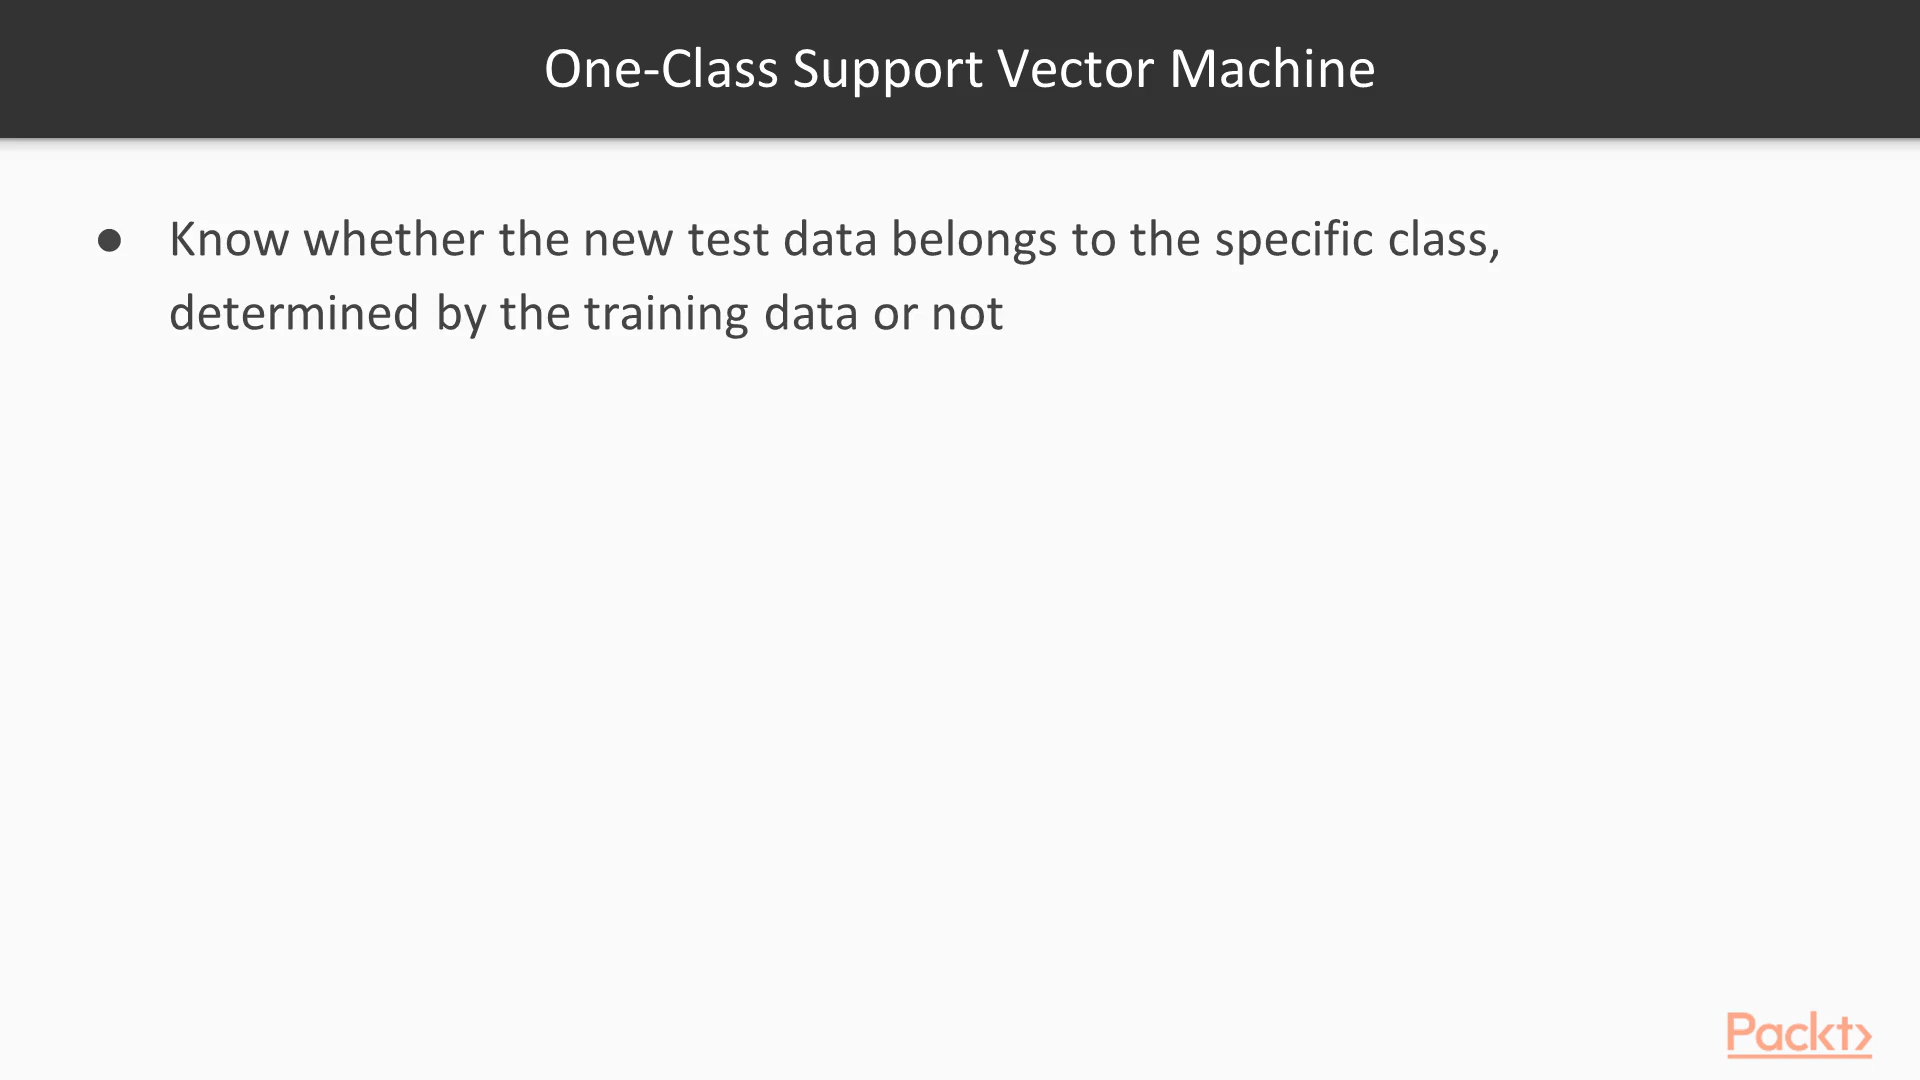 One-Class Support Vector Machine
● Know whether the new test data belongs to the specific class,
determined by the training data or not
Packt>